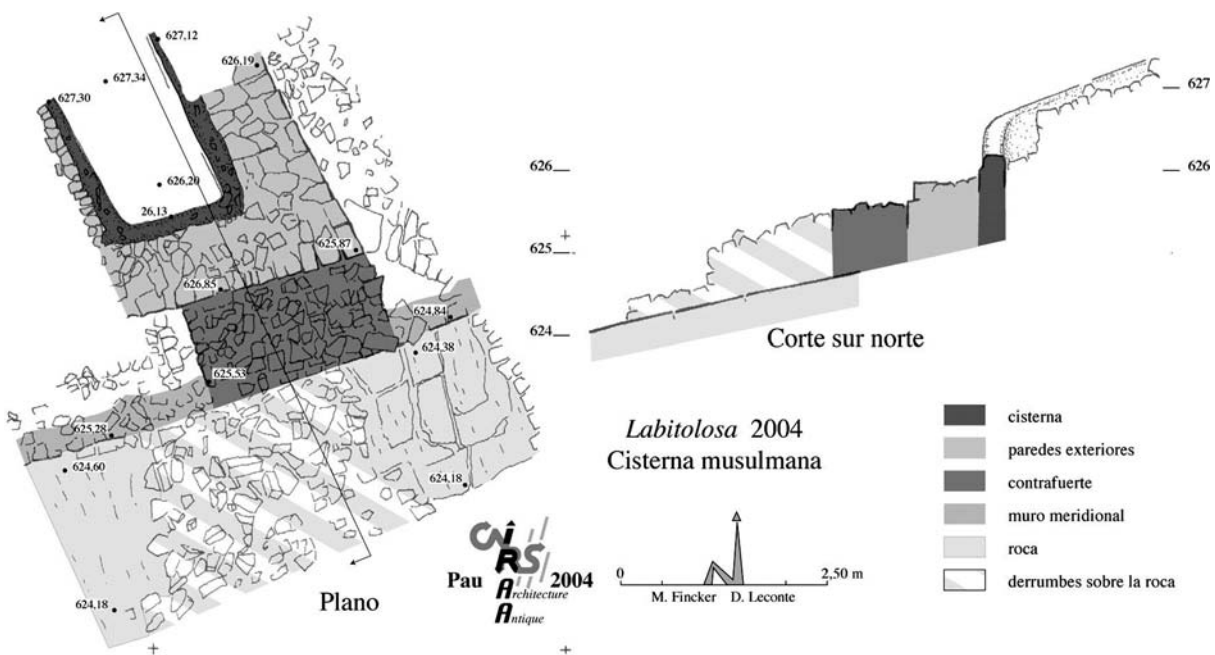 627,12
626,19
627,34
627,30
626,20
26,13
625,87
626,85
624,84
624,38
625,53
625,28
624,60
624,18
624,18
Plano
CNRS
Pau 2004
Architecture
Antique
627
626
626
625
624
Corte sur norte
Labitolosa 2004
Cisterna musulmana
0 2,50 m
M. Fincker D. Leconte
cisterna
paredes exteriores
contrafuerte
muro meridional
roca
derrumbes sobre la roca